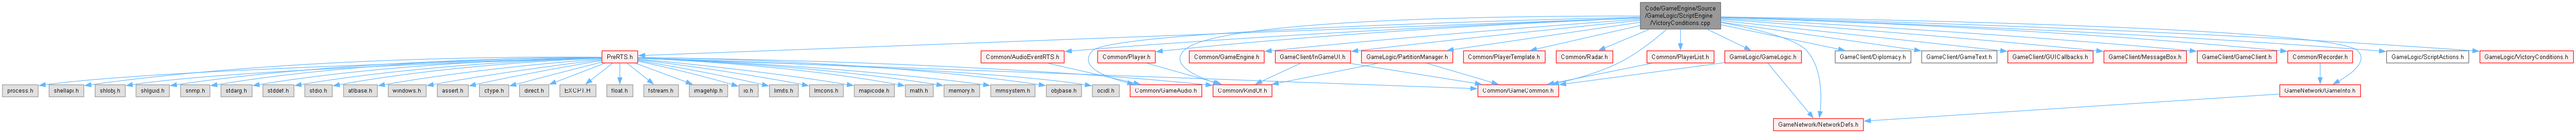 Code/GameEngine/Source
/GameLogic/ScriptEngine
/VictoryConditions.cpp
PreRTS.h
Common/AudioEventRTS.h
Common/Player.h
Common/GameEngine.h
GameClient/InGameUI.h
GameLogic/PartitionManager.h
Common/PlayerTemplate.h
Common/Radar.h
Common/PlayerList.h
GameLogic/GameLogic.h
GameClient/Diplomacy.h
GameClient/GameText.h
GameClient/GUICallbacks.h
GameClient/MessageBox.h
GameClient/GameClient.h
Common/Recorder.h
GameLogic/ScriptActions.h
GameLogic/VictoryConditions.h
process.h
shellapi.h
shlobj.h
shlguid.h
snmp.h
stdarg.h
stddef.h
stdio.h
atlbase.h
windows.h
assert.h
ctype.h
direct.h
EXCPT.H
float.h
fstream.h
imagehlp.h
io.h
limits.h
lmcons.h
mapicode.h
math.h
memory.h
mmsystem.h
objbase.h
ocidl.h
Common/GameAudio.h
Common/KindOf.h
Common/GameCommon.h
GameNetwork/GameInfo.h
GameNetwork/NetworkDefs.h